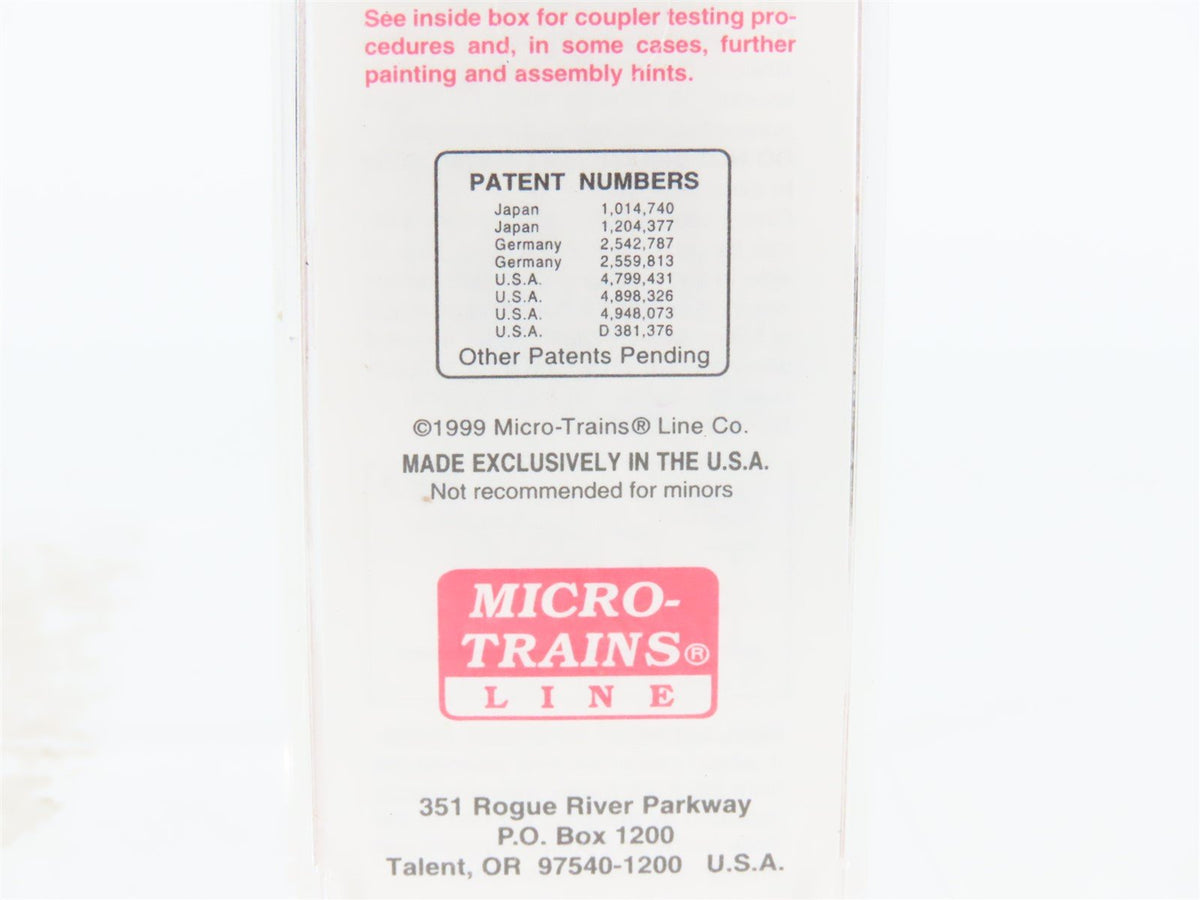 See inside box for coupler testing pro-
cedures and, in some cases, further
painting and assembly hints.
PATENT NUMBERS
Japan 1,014,740
Japan 1,204,377
Germany 2,542,787
Germany 2,559,813
U.S.A. 4,799,431
U.S.A. 4,898,326
U.S.A. 4,948,073
U.S.A. D 381,376
Other Patents Pending
©1999 Micro-Trains® Line Co.
MADE EXCLUSIVELY IN THE U.S.A.
Not recommended for minors
MICRO-
TRAINS®
LINE
351 Rogue River Parkway
P.O. Box 1200
Talent, OR 97540-1200 U.S.A.